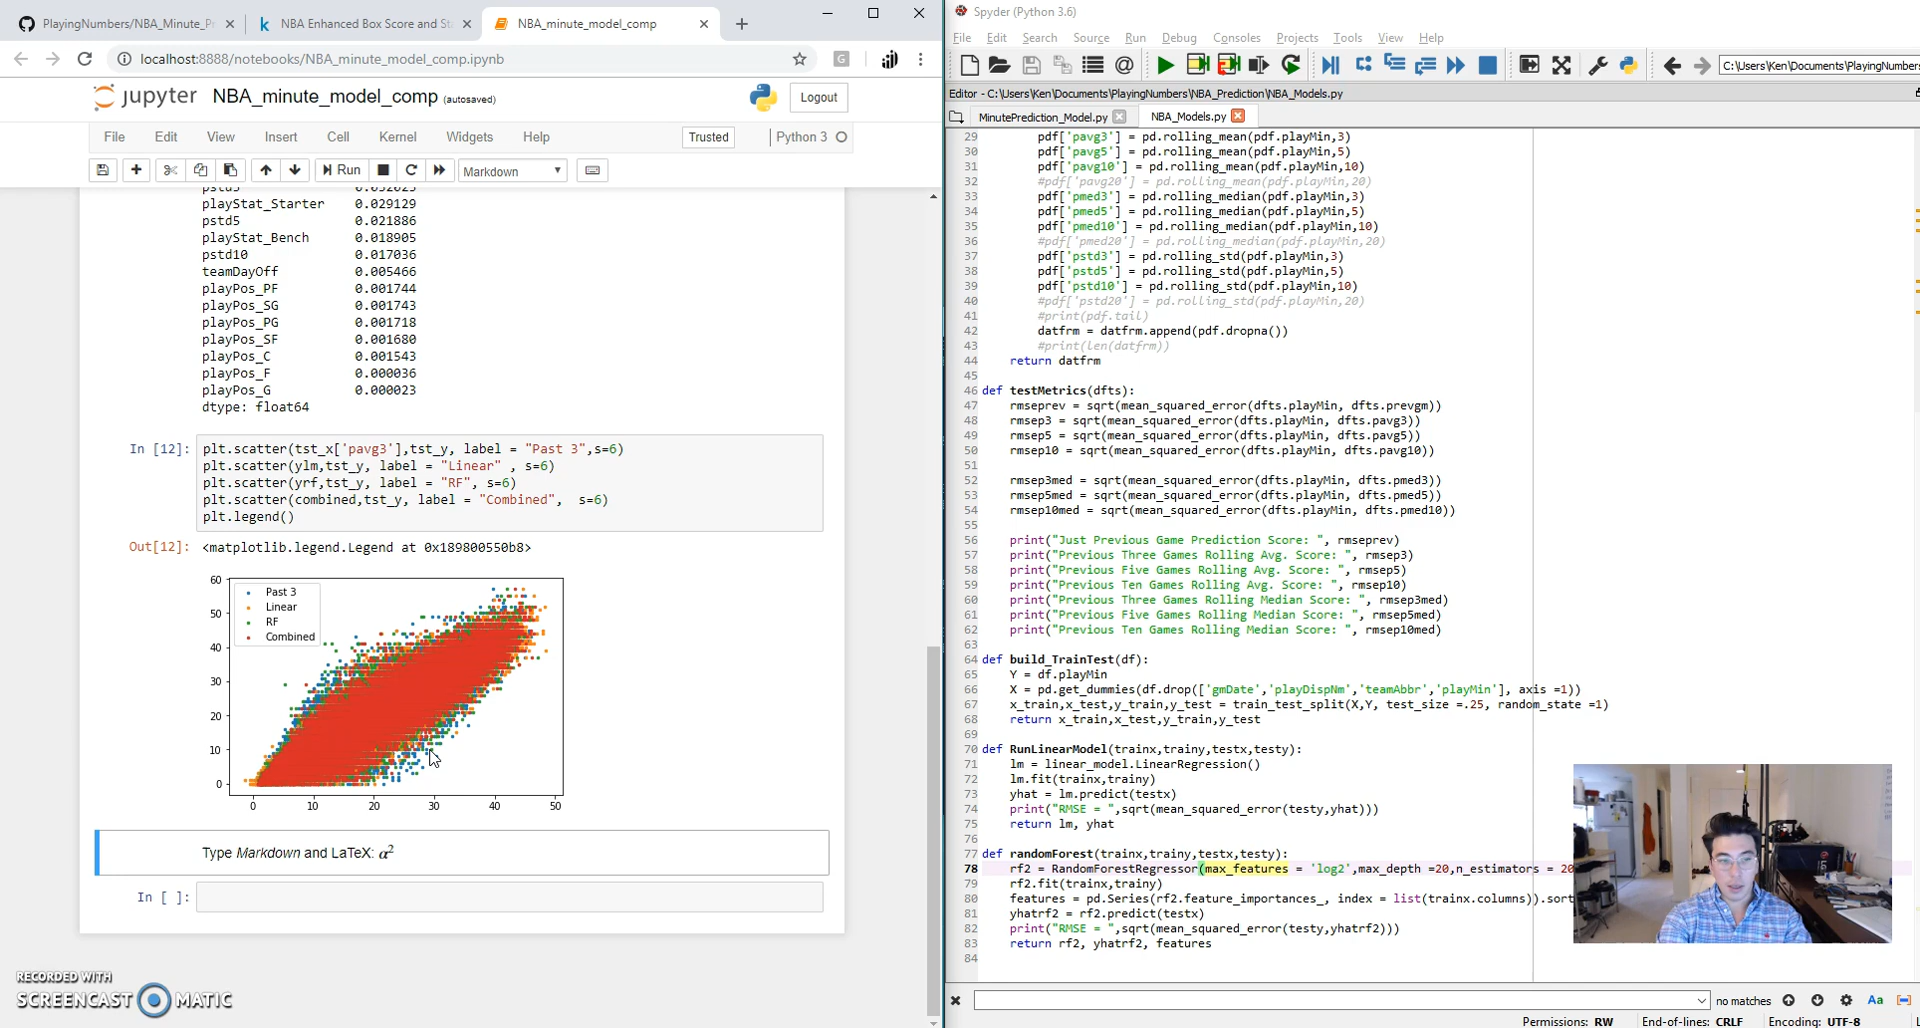 PlayingNumbers/NBA_Minute_Pr
NBA Enhanced Box Score and Sta
NBA_minute_model_comp
localhost:8888/notebooks/NBA_minute_model_comp.ipynb
jupyter NBA_minute_model_comp (autosaved)
Logout
File Edit View Insert Cell Kernel Widgets Help
Trusted
Python 3
Run
Markdown
playStat_Starter 0.029129
pstd5 0.021886
playStat_Bench 0.018905
pstd10 0.017036
teamDayOff 0.005466
playPos_PF 0.001744
playPos_SG 0.001743
playPos_PG 0.001718
playPos_SF 0.001680
playPos_C 0.001543
playPos_F 0.000036
playPos_G 0.000023
dtype: float64
In [12]: plt.scatter(tst_x['pavg3'],tst_y, label = "Past 3",s=6)
plt.scatter(ylm,tst_y, label = "Linear" , s=6)
plt.scatter(yrf,tst_y, label = "RF", s=6)
plt.scatter(combined,tst_y, label = "Combined", s=6)
plt.legend()
Out[12]: <matplotlib.legend.Legend at 0x189800550b8>
60
50
40
30
20
10
0
Past 3
Linear
RF
Combined
0 10 20 30 40 50
Type Markdown and LaTeX: α²
In [ ]:
RECORDED WITH
SCREENCAST MATIC
Spyder (Python 3.6)
File Edit Search Source Run Debug Consoles Projects Tools View Help
C:\Users\Ken\Documents\PlayingNumbers
Editor - C:\Users\Ken\Documents\PlayingNumbers\NBA_Prediction\NBA_Models.py
MinutePrediction_Model.py NBA_Models.py
29 pdf['pavg3'] = pd.rolling_mean(pdf.playMin,3)
30 pdf['pavg5'] = pd.rolling_mean(pdf.playMin,5)
31 pdf['pavg10'] = pd.rolling_mean(pdf.playMin,10)
32 #pdf['pavg20'] = pd.rolling_mean(pdf.playMin,20)
33 pdf['pmed3'] = pd.rolling_median(pdf.playMin,3)
34 pdf['pmed5'] = pd.rolling_median(pdf.playMin,5)
35 pdf['pmed10'] = pd.rolling_median(pdf.playMin,10)
36 #pdf['pmed20'] = pd.rolling_median(pdf.playMin,20)
37 pdf['pstd3'] = pd.rolling_std(pdf.playMin,3)
38 pdf['pstd5'] = pd.rolling_std(pdf.playMin,5)
39 pdf['pstd10'] = pd.rolling_std(pdf.playMin,10)
40 #pdf['pstd20'] = pd.rolling_std(pdf.playMin,20)
41 #print(pdf.tail)
42 datfrm = datfrm.append(pdf.dropna())
43 #print(len(datfrm))
44 return datfrm
45
46 def testMetrics(dfts):
47 rmseprev = sqrt(mean_squared_error(dfts.playMin, dfts.prevgm))
48 rmsep3 = sqrt(mean_squared_error(dfts.playMin, dfts.pavg3))
49 rmsep5 = sqrt(mean_squared_error(dfts.playMin, dfts.pavg5))
50 rmsep10 = sqrt(mean_squared_error(dfts.playMin, dfts.pavg10))
51
52 rmsep3med = sqrt(mean_squared_error(dfts.playMin, dfts.pmed3))
53 rmsep5med = sqrt(mean_squared_error(dfts.playMin, dfts.pmed5))
54 rmsep10med = sqrt(mean_squared_error(dfts.playMin, dfts.pmed10))
55
56 print("Just Previous Game Prediction Score: ", rmseprev)
57 print("Previous Three Games Rolling Avg. Score: ", rmsep3)
58 print("Previous Five Games Rolling Avg. Score: ", rmsep5)
59 print("Previous Ten Games Rolling Avg. Score: ", rmsep10)
60 print("Previous Three Games Rolling Median Score: ", rmsep3med)
61 print("Previous Five Games Rolling Median Score: ", rmsep5med)
62 print("Previous Ten Games Rolling Median Score: ", rmsep10med)
63
64 def build_TrainTest(df):
65 Y = df.playMin
66 X = pd.get_dummies(df.drop(['gmDate','playDispNm','teamAbbr','playMin'], axis =1))
67 x_train,x_test,y_train,y_test = train_test_split(X,Y, test_size =.25, random_state =1)
68 return x_train,x_test,y_train,y_test
69
70 def RunLinearModel(trainx,trainy,testx,testy):
71 lm = linear_model.LinearRegression()
72 lm.fit(trainx,trainy)
73 yhat = lm.predict(testx)
74 print("RMSE = ",sqrt(mean_squared_error(testy,yhat)))
75 return lm, yhat
76
77 def randomForest(trainx,trainy,testx,testy):
78 rf2 = RandomForestRegressor(max_features = 'log2',max_depth =20,n_estimators = 20
79 rf2.fit(trainx,trainy)
80 features = pd.Series(rf2.feature_importances_, index = list(trainx.columns)).sort
81 yhatrf2 = rf2.predict(testx)
82 print("RMSE = ",sqrt(mean_squared_error(testy,yhatrf2)))
83 return rf2, yhatrf2, features
84
no matches
Aa
Permissions: RW End-of-lines: CRLF Encoding: UTF-8